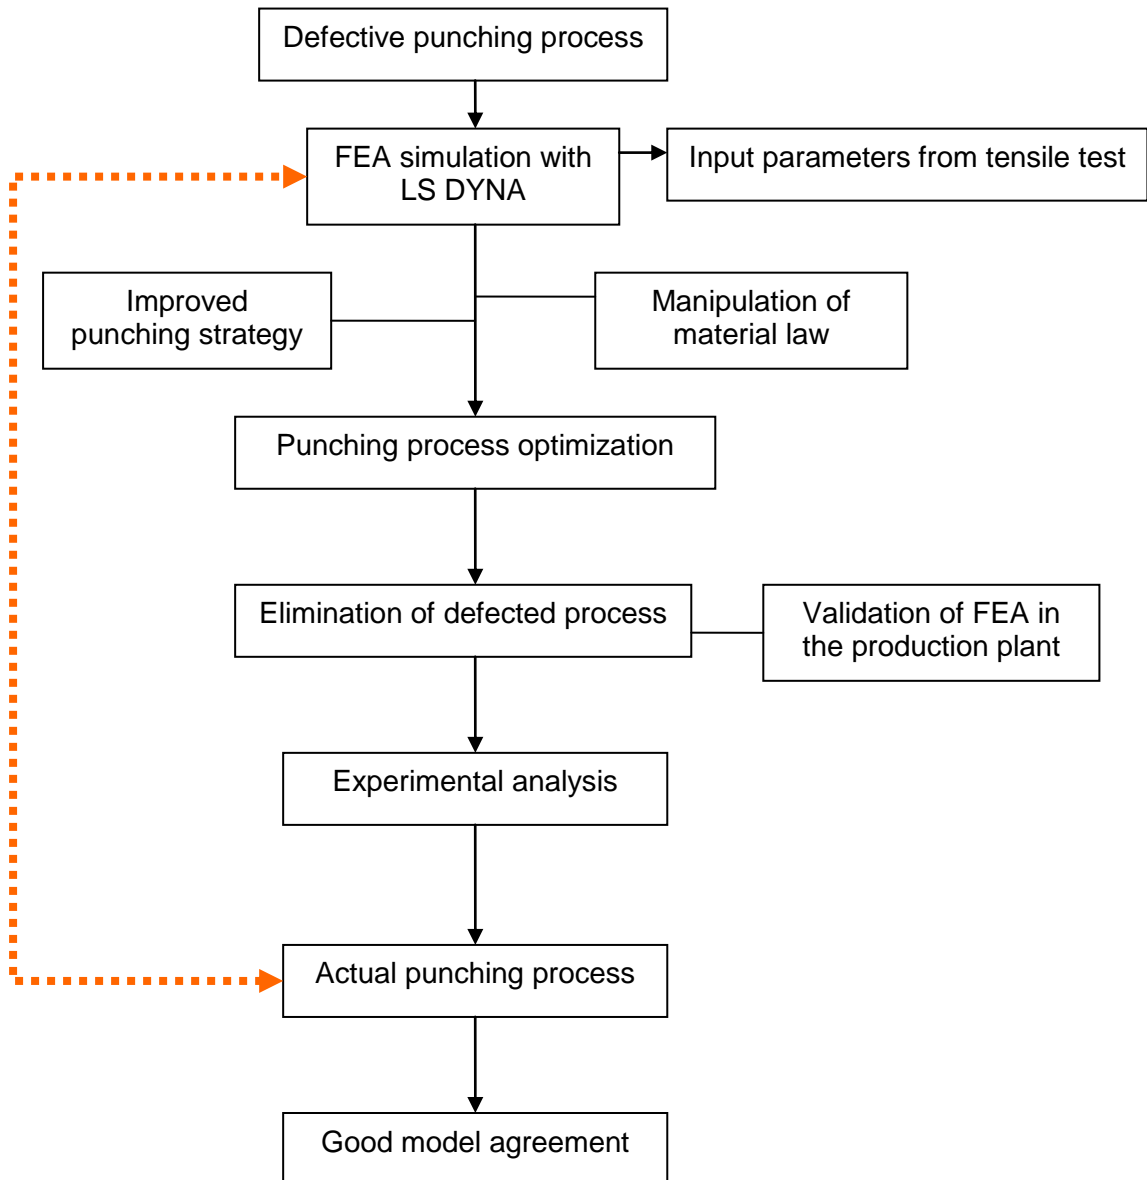 Defective punching process
FEA simulation with
LS DYNA
Input parameters from tensile test
Improved
punching strategy
Manipulation of
material law
Punching process optimization
Elimination of defected process
Validation of FEA in
the production plant
Experimental analysis
Actual punching process
Good model agreement